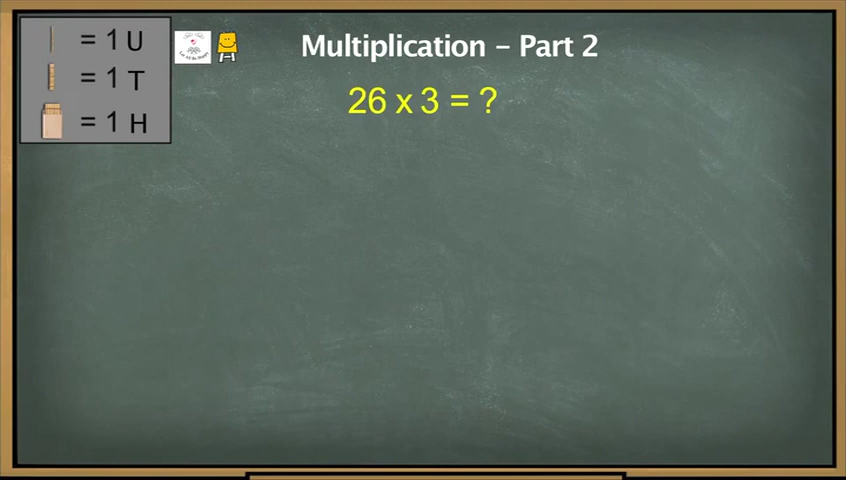 = 1 U
= 1 T
= 1 H
Multiplication – Part 2
26 x 3 = ?